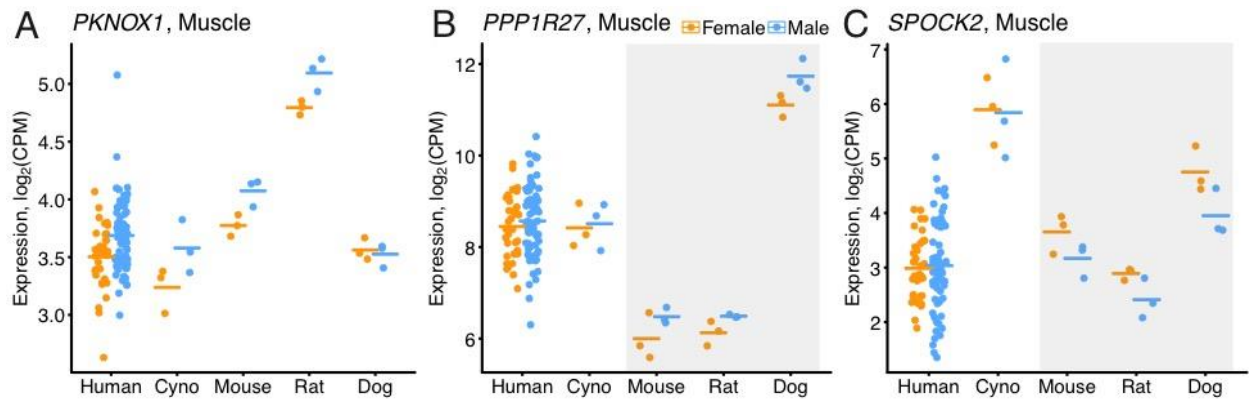 A PKNOX1, Muscle
Expression, log2(CPM)
5.0
4.5
4.0
3.5
3.0
Human Cyno Mouse Rat Dog
B PPP1R27, Muscle
Female Male
Expression, log2(CPM)
12
10
8
6
Human Cyno Mouse Rat Dog
C SPOCK2, Muscle
Expression, log2(CPM)
7
6
5
4
3
2
Human Cyno Mouse Rat Dog